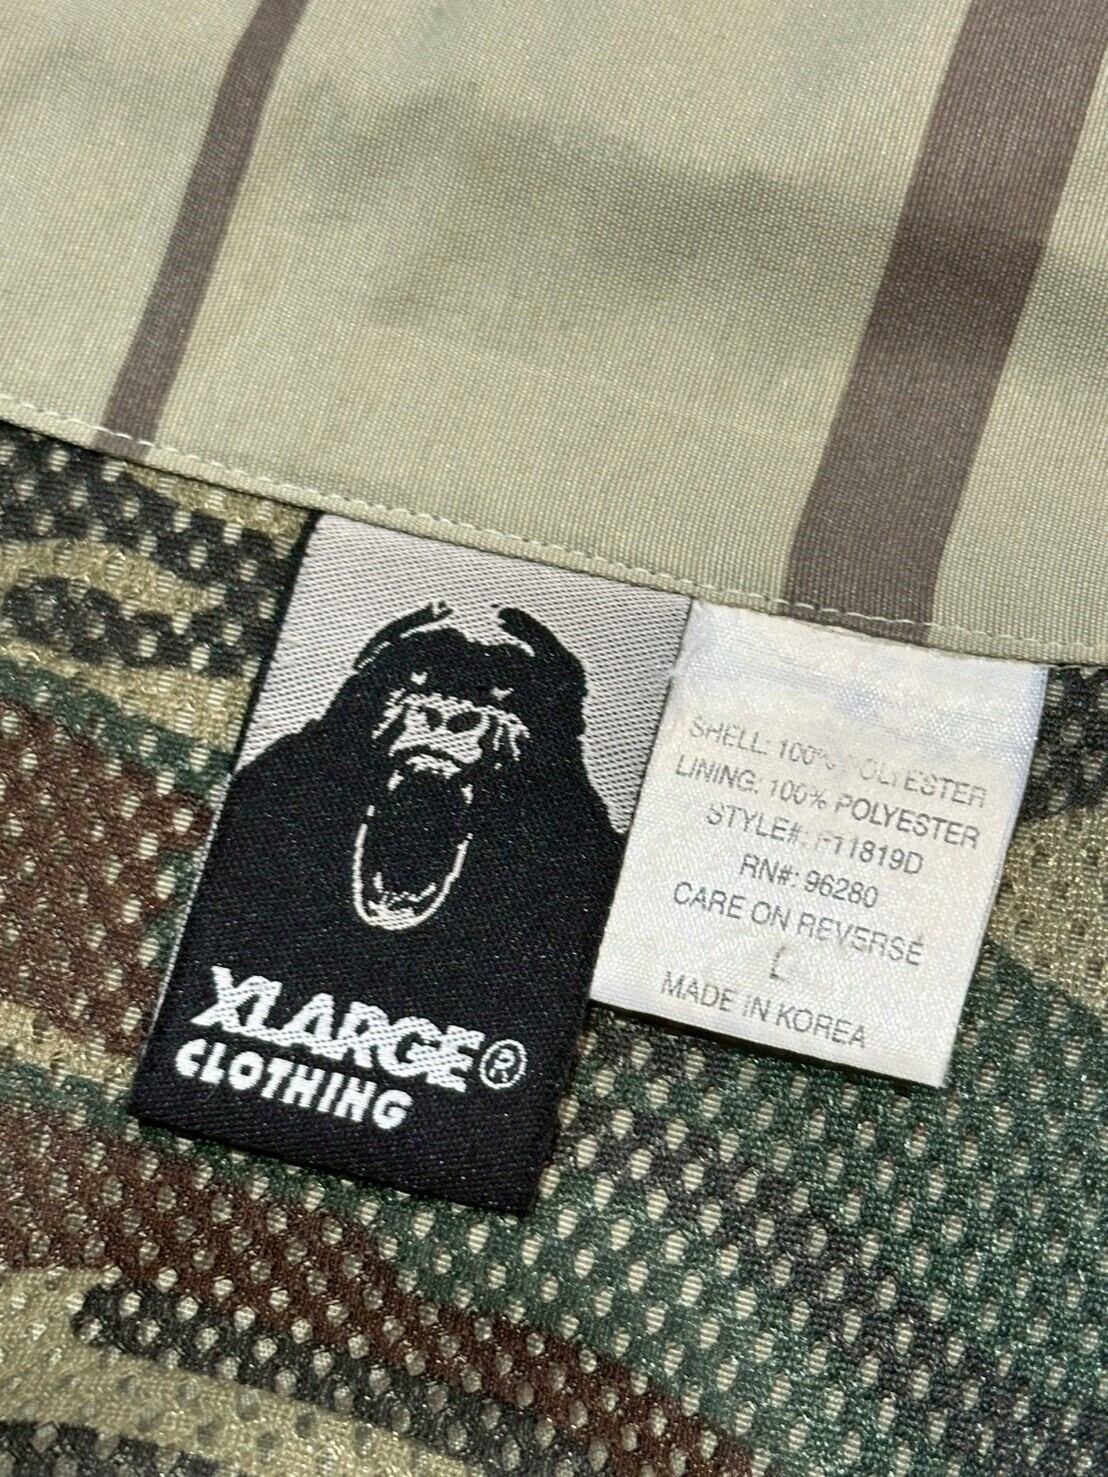 XLARGE®
CLOTHING
SHELL: 100% POLYESTER
LINING: 100% POLYESTER
STYLE#: F11819D
RN#: 96280
CARE ON REVERSE
L
MADE IN KOREA